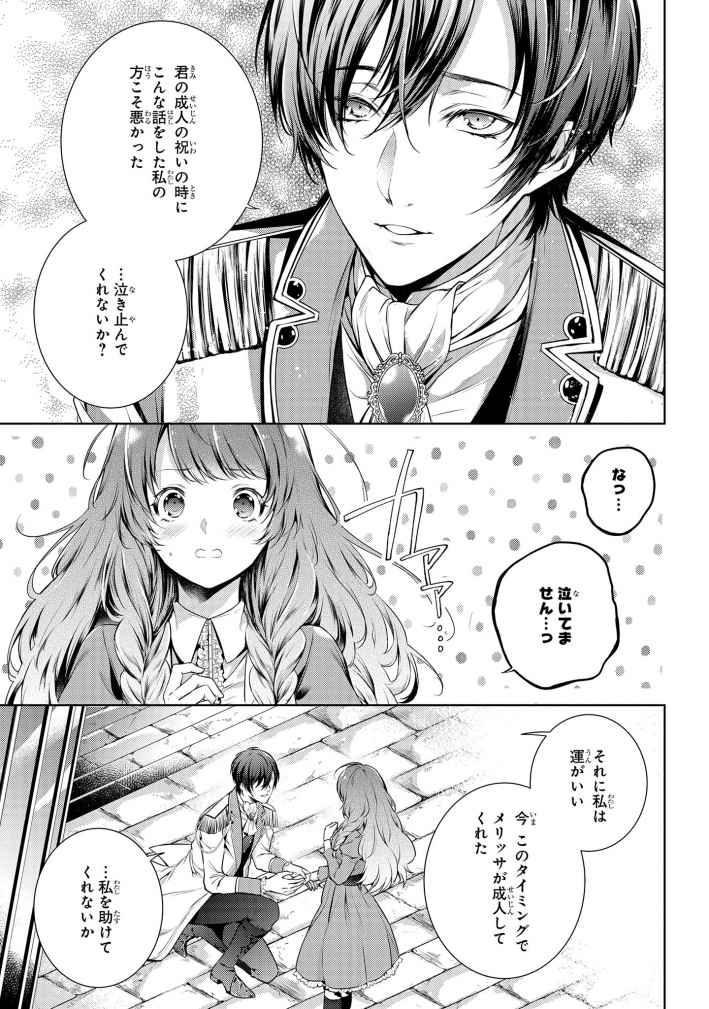 君の成人の祝いの時に
こんな話をした私の
方こそ悪かった
…泣き止んで
くれないか?
なっ…
泣いてま
せん…っ
アァァ…
それに私は
運がいい
今 このタイミングで
メリッサが成人して
くれた
…私を助けて
くれないか